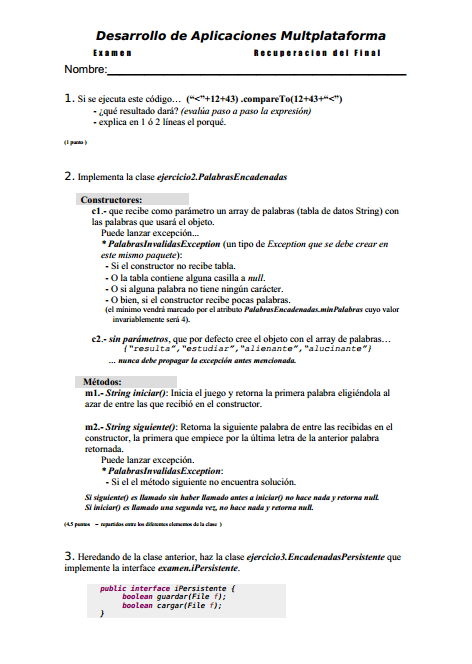 Desarrollo de Aplicaciones Multplataforma
Examen Recuperacion del Final
Nombre:
1. Si se ejecuta este código… (“<”+12+43) .compareTo(12+43+“<”)
- ¿qué resultado dará? (evalúa paso a paso la expresión)
- explica en 1 ó 2 líneas el porqué.
(1 punto )
2. Implementa la clase ejercicio2.PalabrasEncadenadas
Constructores:
c1.- que recibe como parámetro un array de palabras (tabla de datos String) con
las palabras que usará el objeto.
Puede lanzar excepción...
* PalabrasInvalidasException (un tipo de Exception que se debe crear en
este mismo paquete):
- Si el constructor no recibe tabla.
- O la tabla contiene alguna casilla a null.
- O si alguna palabra no tiene ningún carácter.
- O bien, si el constructor recibe pocas palabras.
(el mínimo vendrá marcado por el atributo PalabrasEncadenadas.minPalabras cuyo valor
invariablemente será 4).
c2.- sin parámetros, que por defecto cree el objeto con el array de palabras…
{“resulta”,“estudiar”,“alienante”,“alucinante”}
... nunca debe propagar la excepción antes mencionada.
Métodos:
m1.- String iniciar(): Inicia el juego y retorna la primera palabra eligiéndola al
azar de entre las que recibió en el constructor.
m2.- String siguiente(): Retorna la siguiente palabra de entre las recibidas en el
constructor, la primera que empiece por la última letra de la anterior palabra
retornada.
Puede lanzar excepción.
* PalabrasInvalidasException:
- Si el el método siguiente no encuentra solución.
Si siguiente() es llamado sin haber llamado antes a iniciar() no hace nada y retorna null.
Si iniciar() es llamado una segunda vez, no hace nada y retorna null.
(4.5 puntos – repartidos entre los diferentes elementos de la clase )
3. Heredando de la clase anterior, haz la clase ejercicio3.EncadenadasPersistente que
implemente la interface examen.iPersistente.
public interface iPersistente {
boolean guardar(File f);
boolean cargar(File f);
}